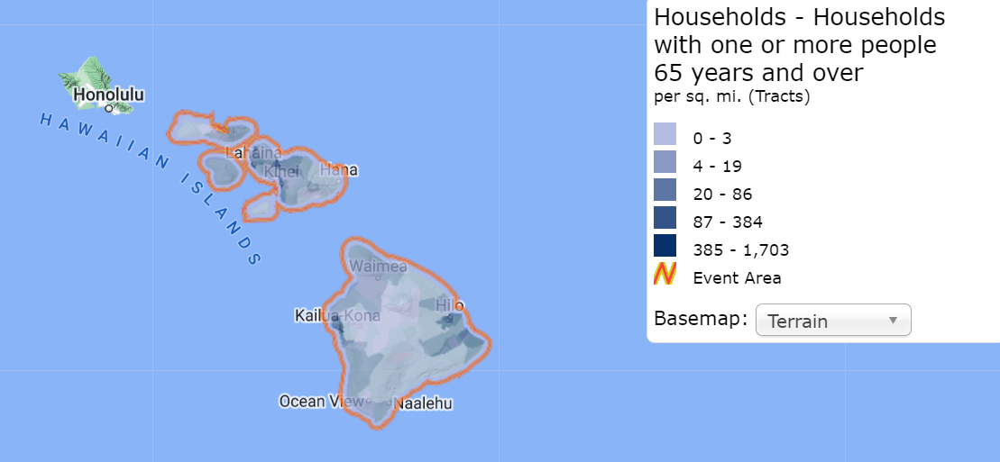 Honolulu
HAWAIIAN ISLANDS
Lahaina
Kihei
Hana
Waimea
Hilo
Kailua-Kona
Ocean View
Naalehu
Households - Households
with one or more people
65 years and over
per sq. mi. (Tracts)
0 - 3
4 - 19
20 - 86
87 - 384
385 - 1,703
Event Area
Basemap: Terrain